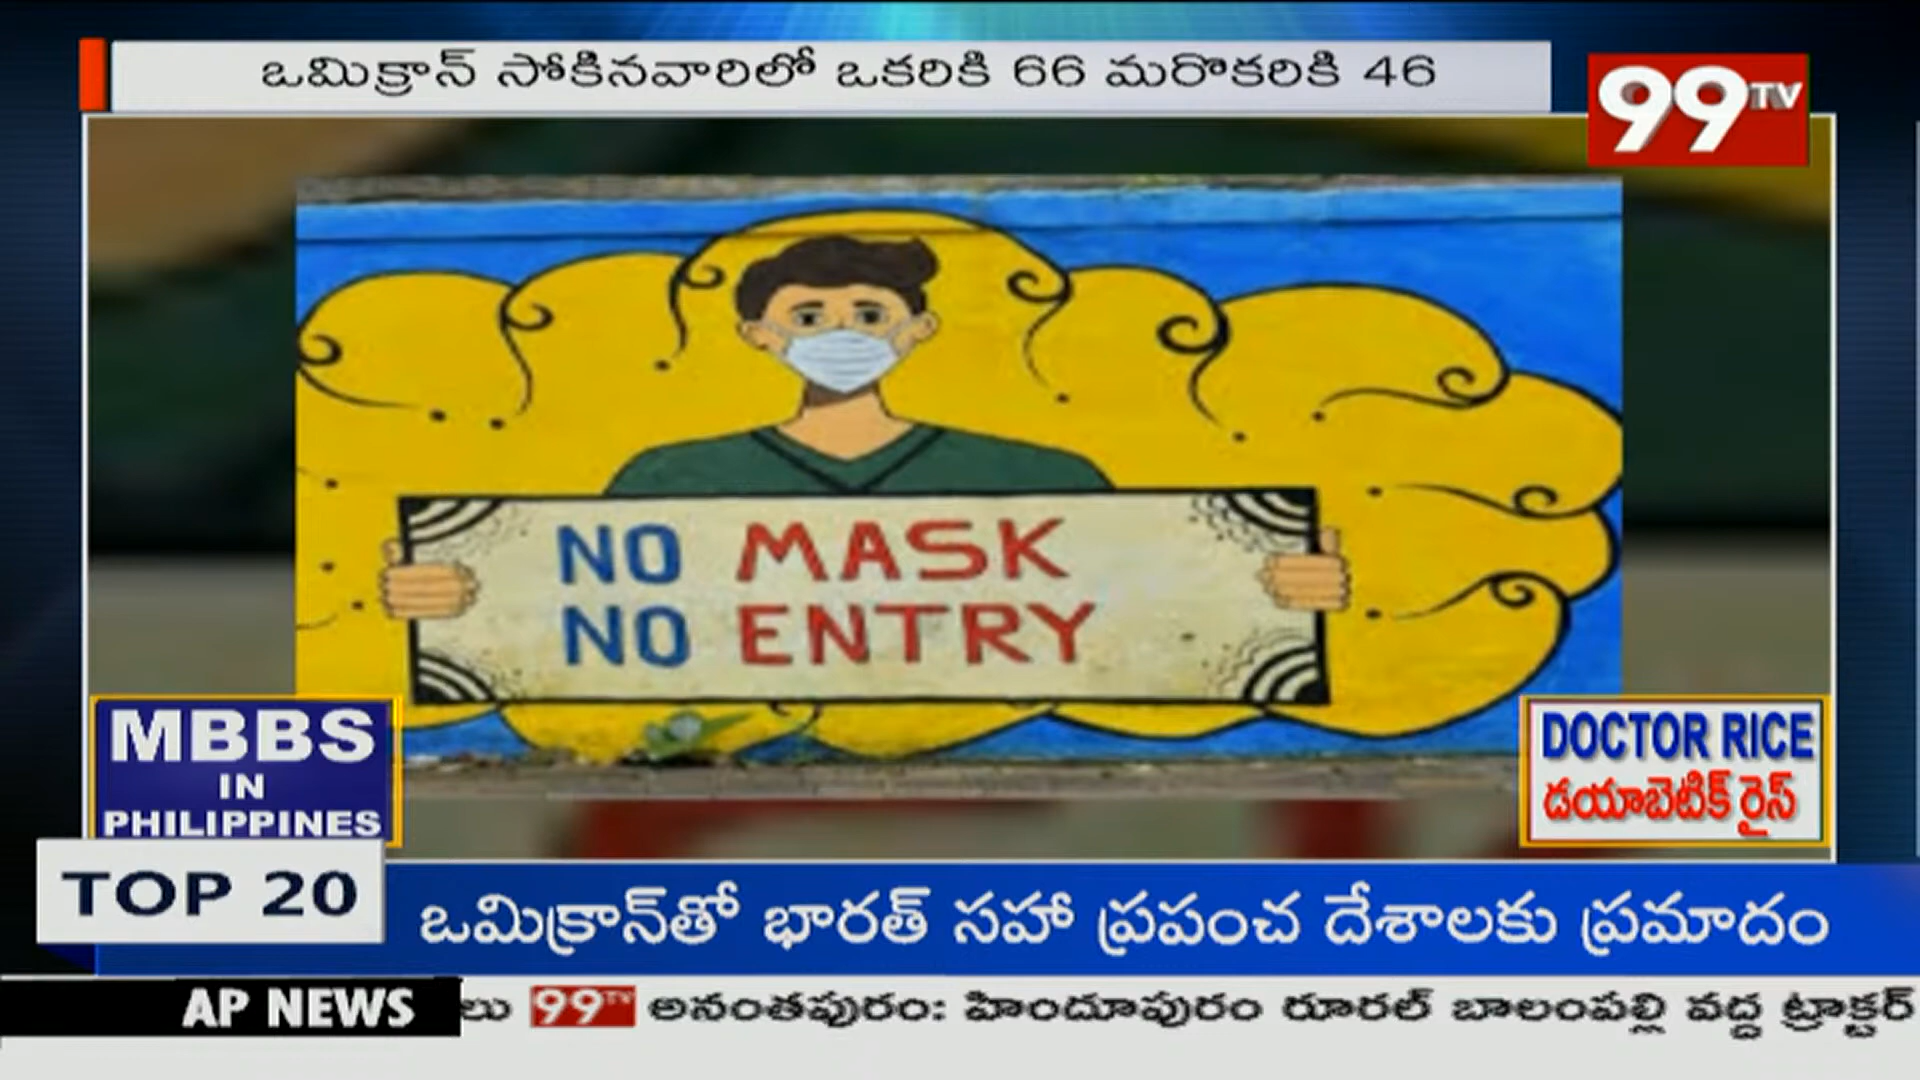 ఒమిక్రాన్ సోకినవారిలో ఒకరికి 66 మరొకరికి 46
99TV
NO MASK
NO ENTRY
MBBS
IN
PHILIPPINES
DOCTOR RICE
డయాబెటిక్ రైస్
TOP 20
ఒమిక్రాన్‌తో భారత్ సహా ప్రపంచ దేశాలకు ప్రమాదం
AP NEWS
లు 99TV అనంతపురం: హిందూపురం రూరల్ బాలంపల్లి వద్ద ట్రాక్టర్